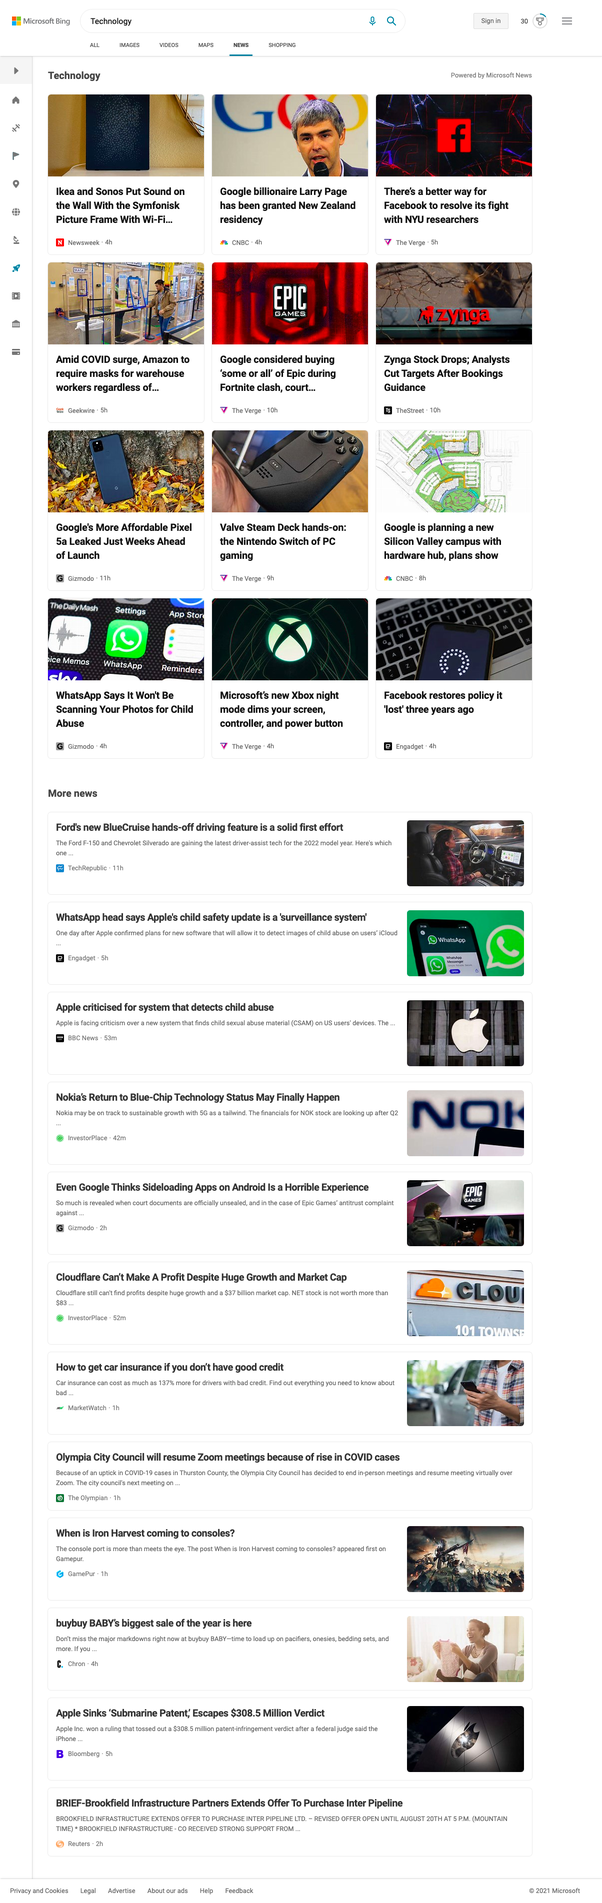 Microsoft Bing
Technology
Sign in
30
ALL IMAGES VIDEOS MAPS NEWS SHOPPING
Technology
Powered by Microsoft News
Ikea and Sonos Put Sound on
the Wall With the Symfonisk
Picture Frame With Wi-Fi...
Newsweek · 4h
Google billionaire Larry Page
has been granted New Zealand
residency
CNBC · 4h
There's a better way for
Facebook to resolve its fight
with NYU researchers
The Verge · 5h
Amid COVID surge, Amazon to
require masks for warehouse
workers regardless of...
Geekwire · 5h
EPIC
GAMES
Google considered buying
'some or all' of Epic during
Fortnite clash, court...
The Verge · 10h
zynga
Zynga Stock Drops; Analysts
Cut Targets After Bookings
Guidance
TheStreet · 10h
Google's More Affordable Pixel
5a Leaked Just Weeks Ahead
of Launch
Gizmodo · 11h
Valve Steam Deck hands-on:
the Nintendo Switch of PC
gaming
The Verge · 9h
Google is planning a new
Silicon Valley campus with
hardware hub, plans show
CNBC · 8h
The Daily Mash
Settings
App Store
ice Memos
WhatsApp
Reminders
sky
WhatsApp Says It Won't Be
Scanning Your Photos for Child
Abuse
Gizmodo · 4h
Microsoft's new Xbox night
mode dims your screen,
controller, and power button
The Verge · 4h
Facebook restores policy it
'lost' three years ago
Engadget · 4h
More news
Ford's new BlueCruise hands-off driving feature is a solid first effort
The Ford F-150 and Chevrolet Silverado are gaining the latest driver-assist tech for the 2022 model year. Here's which
one ...
TechRepublic · 11h
WhatsApp head says Apple's child safety update is a 'surveillance system'
One day after Apple confirmed plans for new software that will allow it to detect images of child abuse on users' iCloud
...
Engadget · 5h
WhatsApp
Apple criticised for system that detects child abuse
Apple is facing criticism over a new system that finds child sexual abuse material (CSAM) on US users' devices. The ...
BBC News · 53m
Nokia's Return to Blue-Chip Technology Status May Finally Happen
Nokia may be on track to sustainable growth with 5G as a tailwind. The financials for NOK stock are looking up after Q2
...
InvestorPlace · 42m
NOK
Even Google Thinks Sideloading Apps on Android Is a Horrible Experience
So much is revealed when court documents are officially unsealed, and in the case of Epic Games' antitrust complaint
against ...
Gizmodo · 2h
EPIC
GAMES
Cloudflare Can't Make A Profit Despite Huge Growth and Market Cap
Cloudflare still can't find profits despite huge growth and a $37 billion market cap. NET stock is not worth more than
$83 ...
InvestorPlace · 52m
CLOU
101 TOWNSE
How to get car insurance if you don't have good credit
Car insurance can cost as much as 137% more for drivers with bad credit. Find out everything you need to know about
bad ...
MarketWatch · 1h
Olympia City Council will resume Zoom meetings because of rise in COVID cases
Because of an uptick in COVID-19 cases in Thurston County, the Olympia City Council has decided to end in-person meetings and resume meeting virtually over
Zoom. The city council's next meeting on ...
The Olympian · 1h
When is Iron Harvest coming to consoles?
The console port is more than meets the eye. The post When is Iron Harvest coming to consoles? appeared first on
Gamepur.
GamePur · 1h
buybuy BABY's biggest sale of the year is here
Don't miss the major markdowns right now at buybuy BABY—time to load up on pacifiers, onesies, bedding sets, and
more. If you ...
Chron · 4h
Apple Sinks 'Submarine Patent,' Escapes $308.5 Million Verdict
Apple Inc. won a ruling that tossed out a $308.5 million patent-infringement verdict after a federal judge said the
iPhone ...
Bloomberg · 5h
BRIEF-Brookfield Infrastructure Partners Extends Offer To Purchase Inter Pipeline
BROOKFIELD INFRASTRUCTURE EXTENDS OFFER TO PURCHASE INTER PIPELINE LTD. – REVISED OFFER OPEN UNTIL AUGUST 20TH AT 5 P.M. (MOUNTAIN
TIME) * BROOKFIELD INFRASTRUCTURE - CO RECEIVED STRONG SUPPORT FROM ...
Reuters · 2h
Privacy and Cookies Legal Advertise About our ads Help Feedback
© 2021 Microsoft